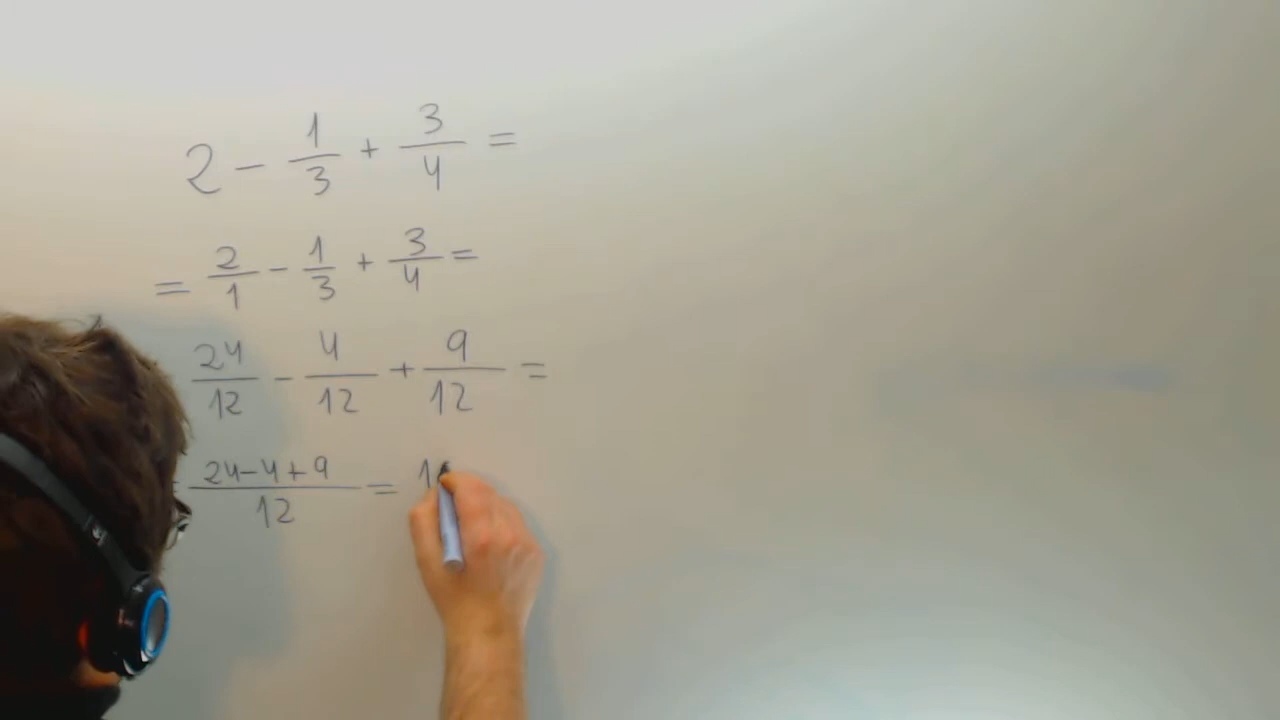 2 - 1/3 + 3/4 =
= 2/1 - 1/3 + 3/4 =
24/12 - 4/12 + 9/12 =
24-4+9/12 = 1